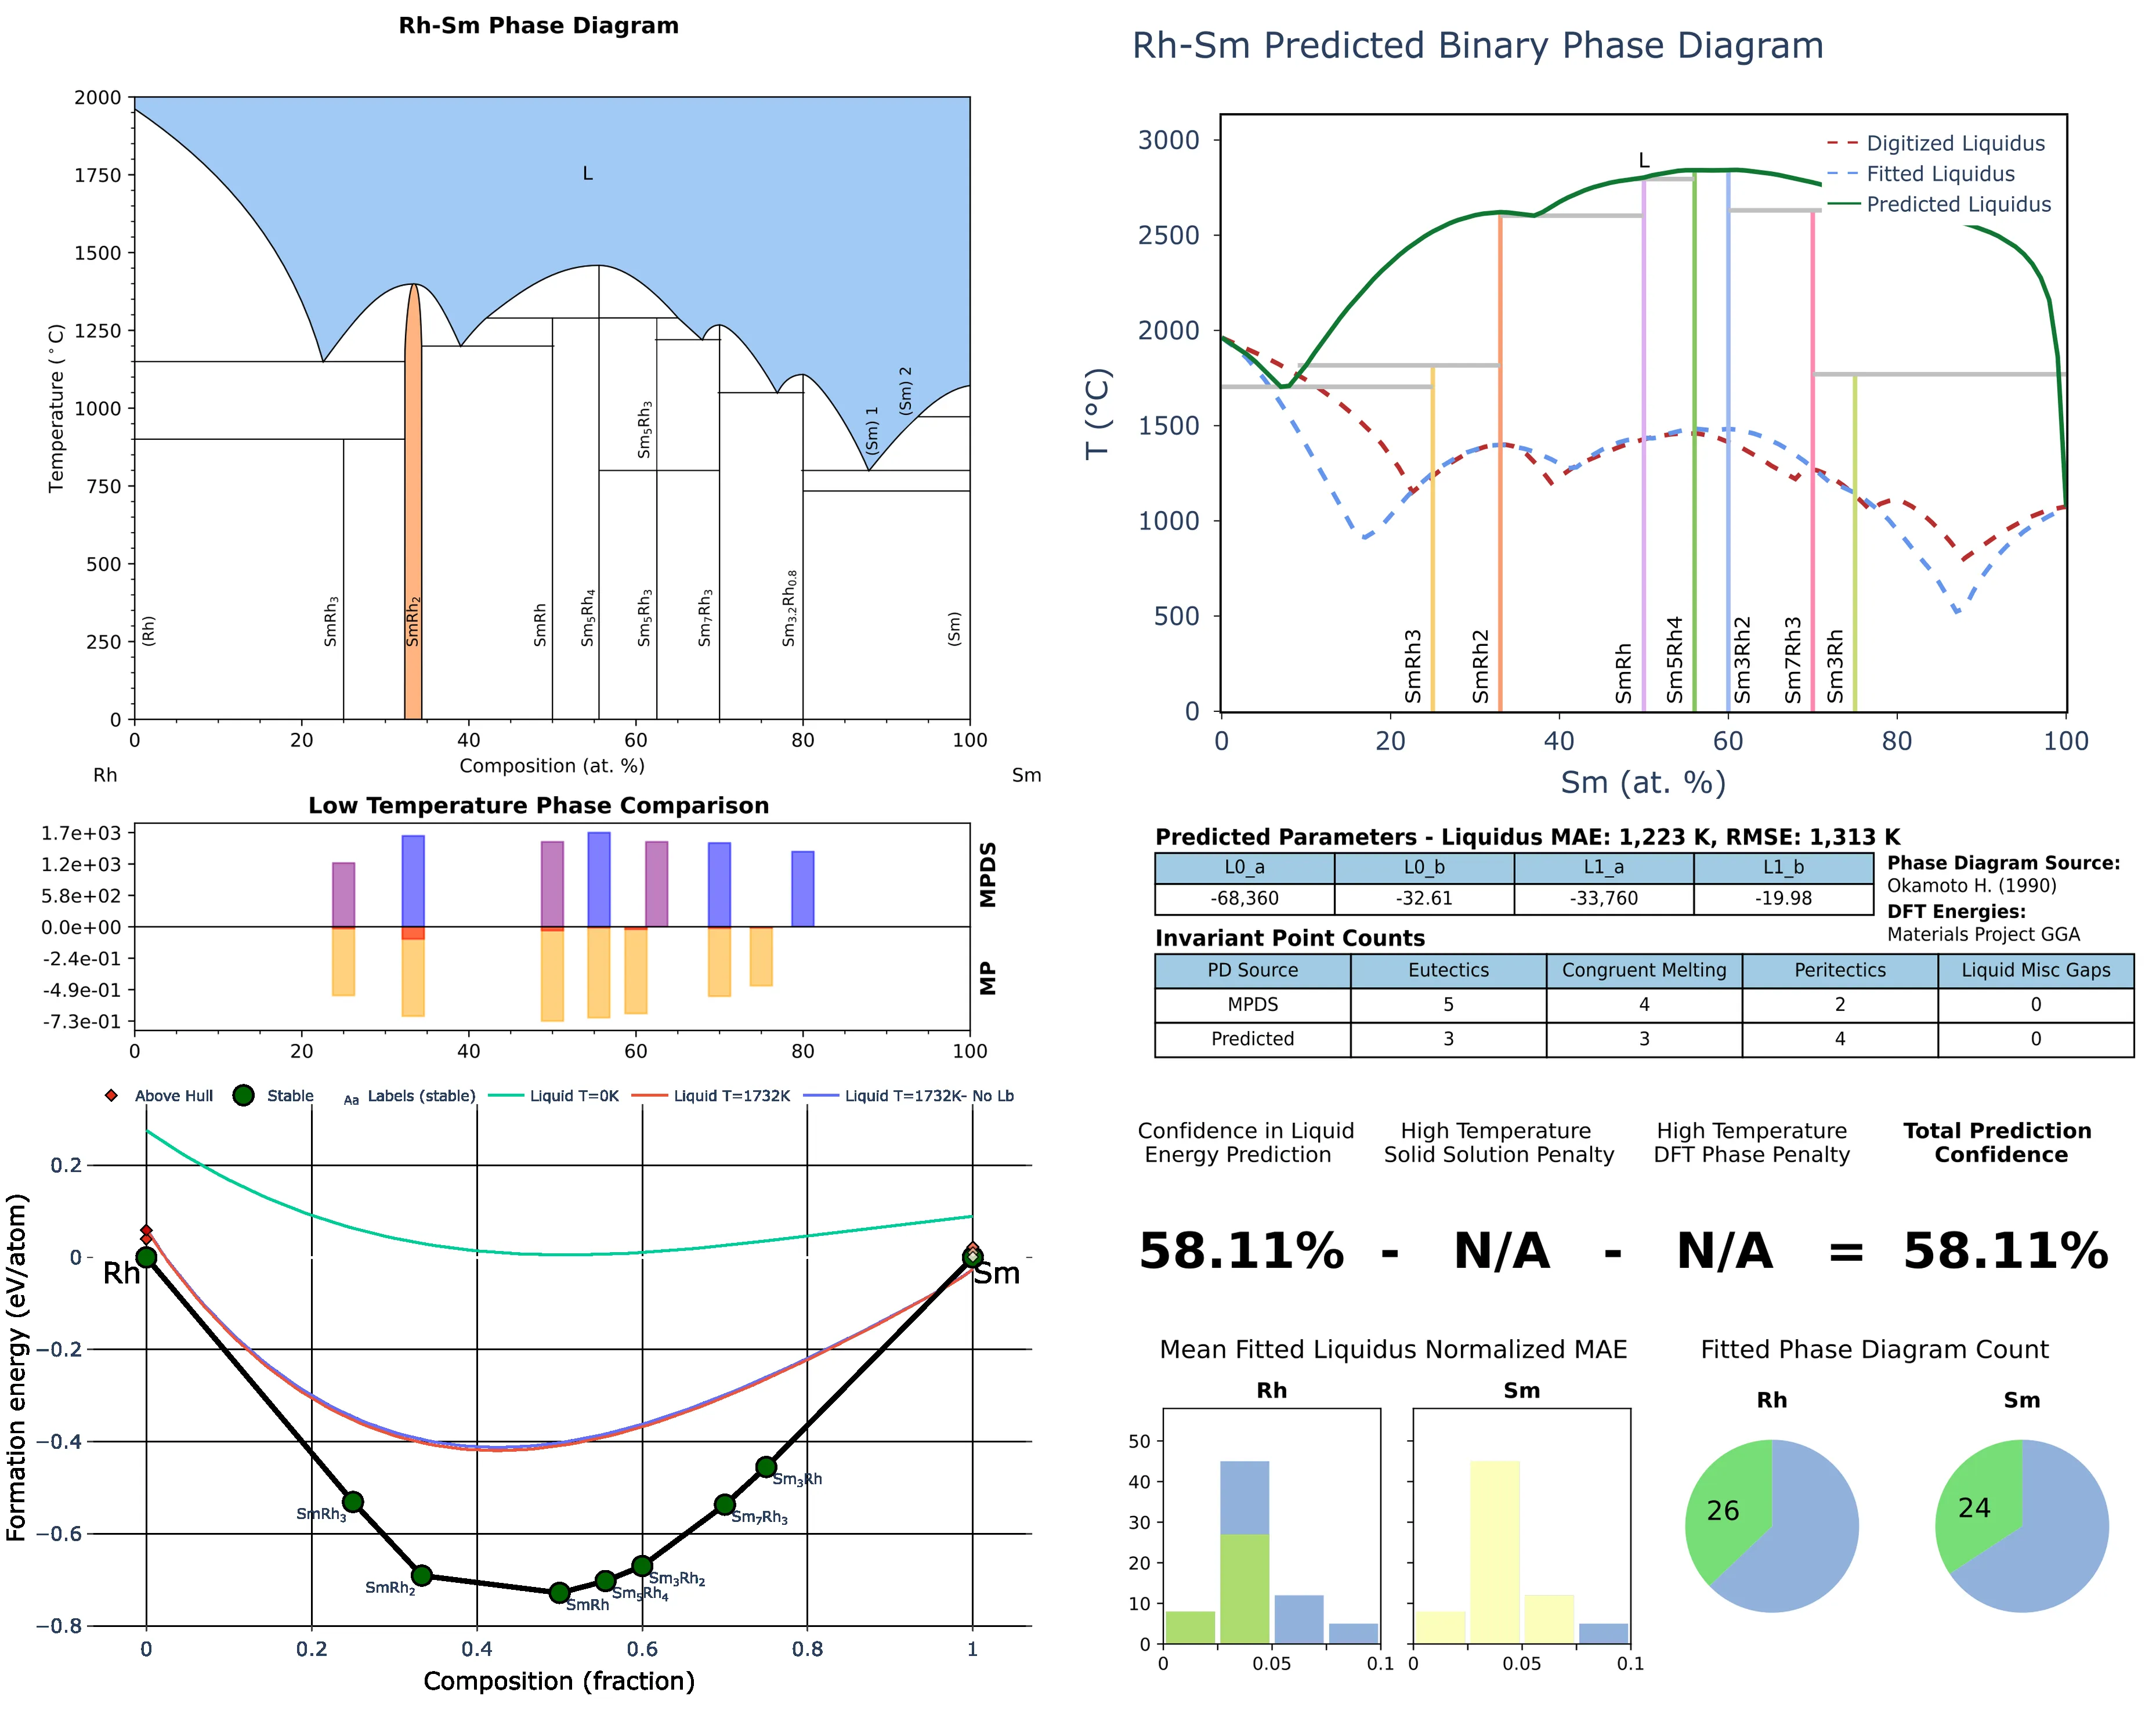 Rh-Sm Phase Diagram
2000
1750
1500
1250
1000
750
500
250
0
Temperature (°C)
L
(Rh)
SmRh3
SmRh2
SmRh
Sm5Rh4
Sm5Rh3
Sm5Rh3
Sm7Rh3
Sm3.2Rh0.8
(Sm) 1
(Sm) 2
(Sm)
0 20 40 60 80 100
Composition (at. %)
Rh Sm
Low Temperature Phase Comparison
1.7e+03
1.2e+03
5.8e+02
0.0e+00
-2.4e-01
-4.9e-01
-7.3e-01
MPDS
MP
0 20 40 60 80 100
Above Hull Stable Aa Labels (stable) Liquid T=0K Liquid T=1732K Liquid T=1732K- No Lb
0.2
0
−0.2
−0.4
−0.6
−0.8
Formation energy (eV/atom)
Rh
Sm
SmRh3
SmRh2
SmRh
Sm5Rh4
Sm3Rh2
Sm7Rh3
Sm3Rh
0 0.2 0.4 0.6 0.8 1
Composition (fraction)
Rh-Sm Predicted Binary Phase Diagram
3000
2500
2000
1500
1000
500
0
T (°C)
L
Digitized Liquidus
Fitted Liquidus
Predicted Liquidus
SmRh3
SmRh2
SmRh
Sm5Rh4
Sm3Rh2
Sm7Rh3
Sm3Rh
0 20 40 60 80 100
Sm (at. %)
Predicted Parameters - Liquidus MAE: 1,223 K, RMSE: 1,313 K
L0_a L0_b L1_a L1_b
-68,360 -32.61 -33,760 -19.98
Phase Diagram Source:
Okamoto H. (1990)
DFT Energies:
Materials Project GGA
Invariant Point Counts
PD Source Eutectics Congruent Melting Peritectics Liquid Misc Gaps
MPDS 5 4 2 0
Predicted 3 3 4 0
Confidence in Liquid
Energy Prediction
High Temperature
Solid Solution Penalty
High Temperature
DFT Phase Penalty
Total Prediction
Confidence
58.11% - N/A - N/A = 58.11%
Mean Fitted Liquidus Normalized MAE
Rh Sm
50
40
30
20
10
0
0 0.05 0.1
0 0.05 0.1
Fitted Phase Diagram Count
Rh Sm
26 24